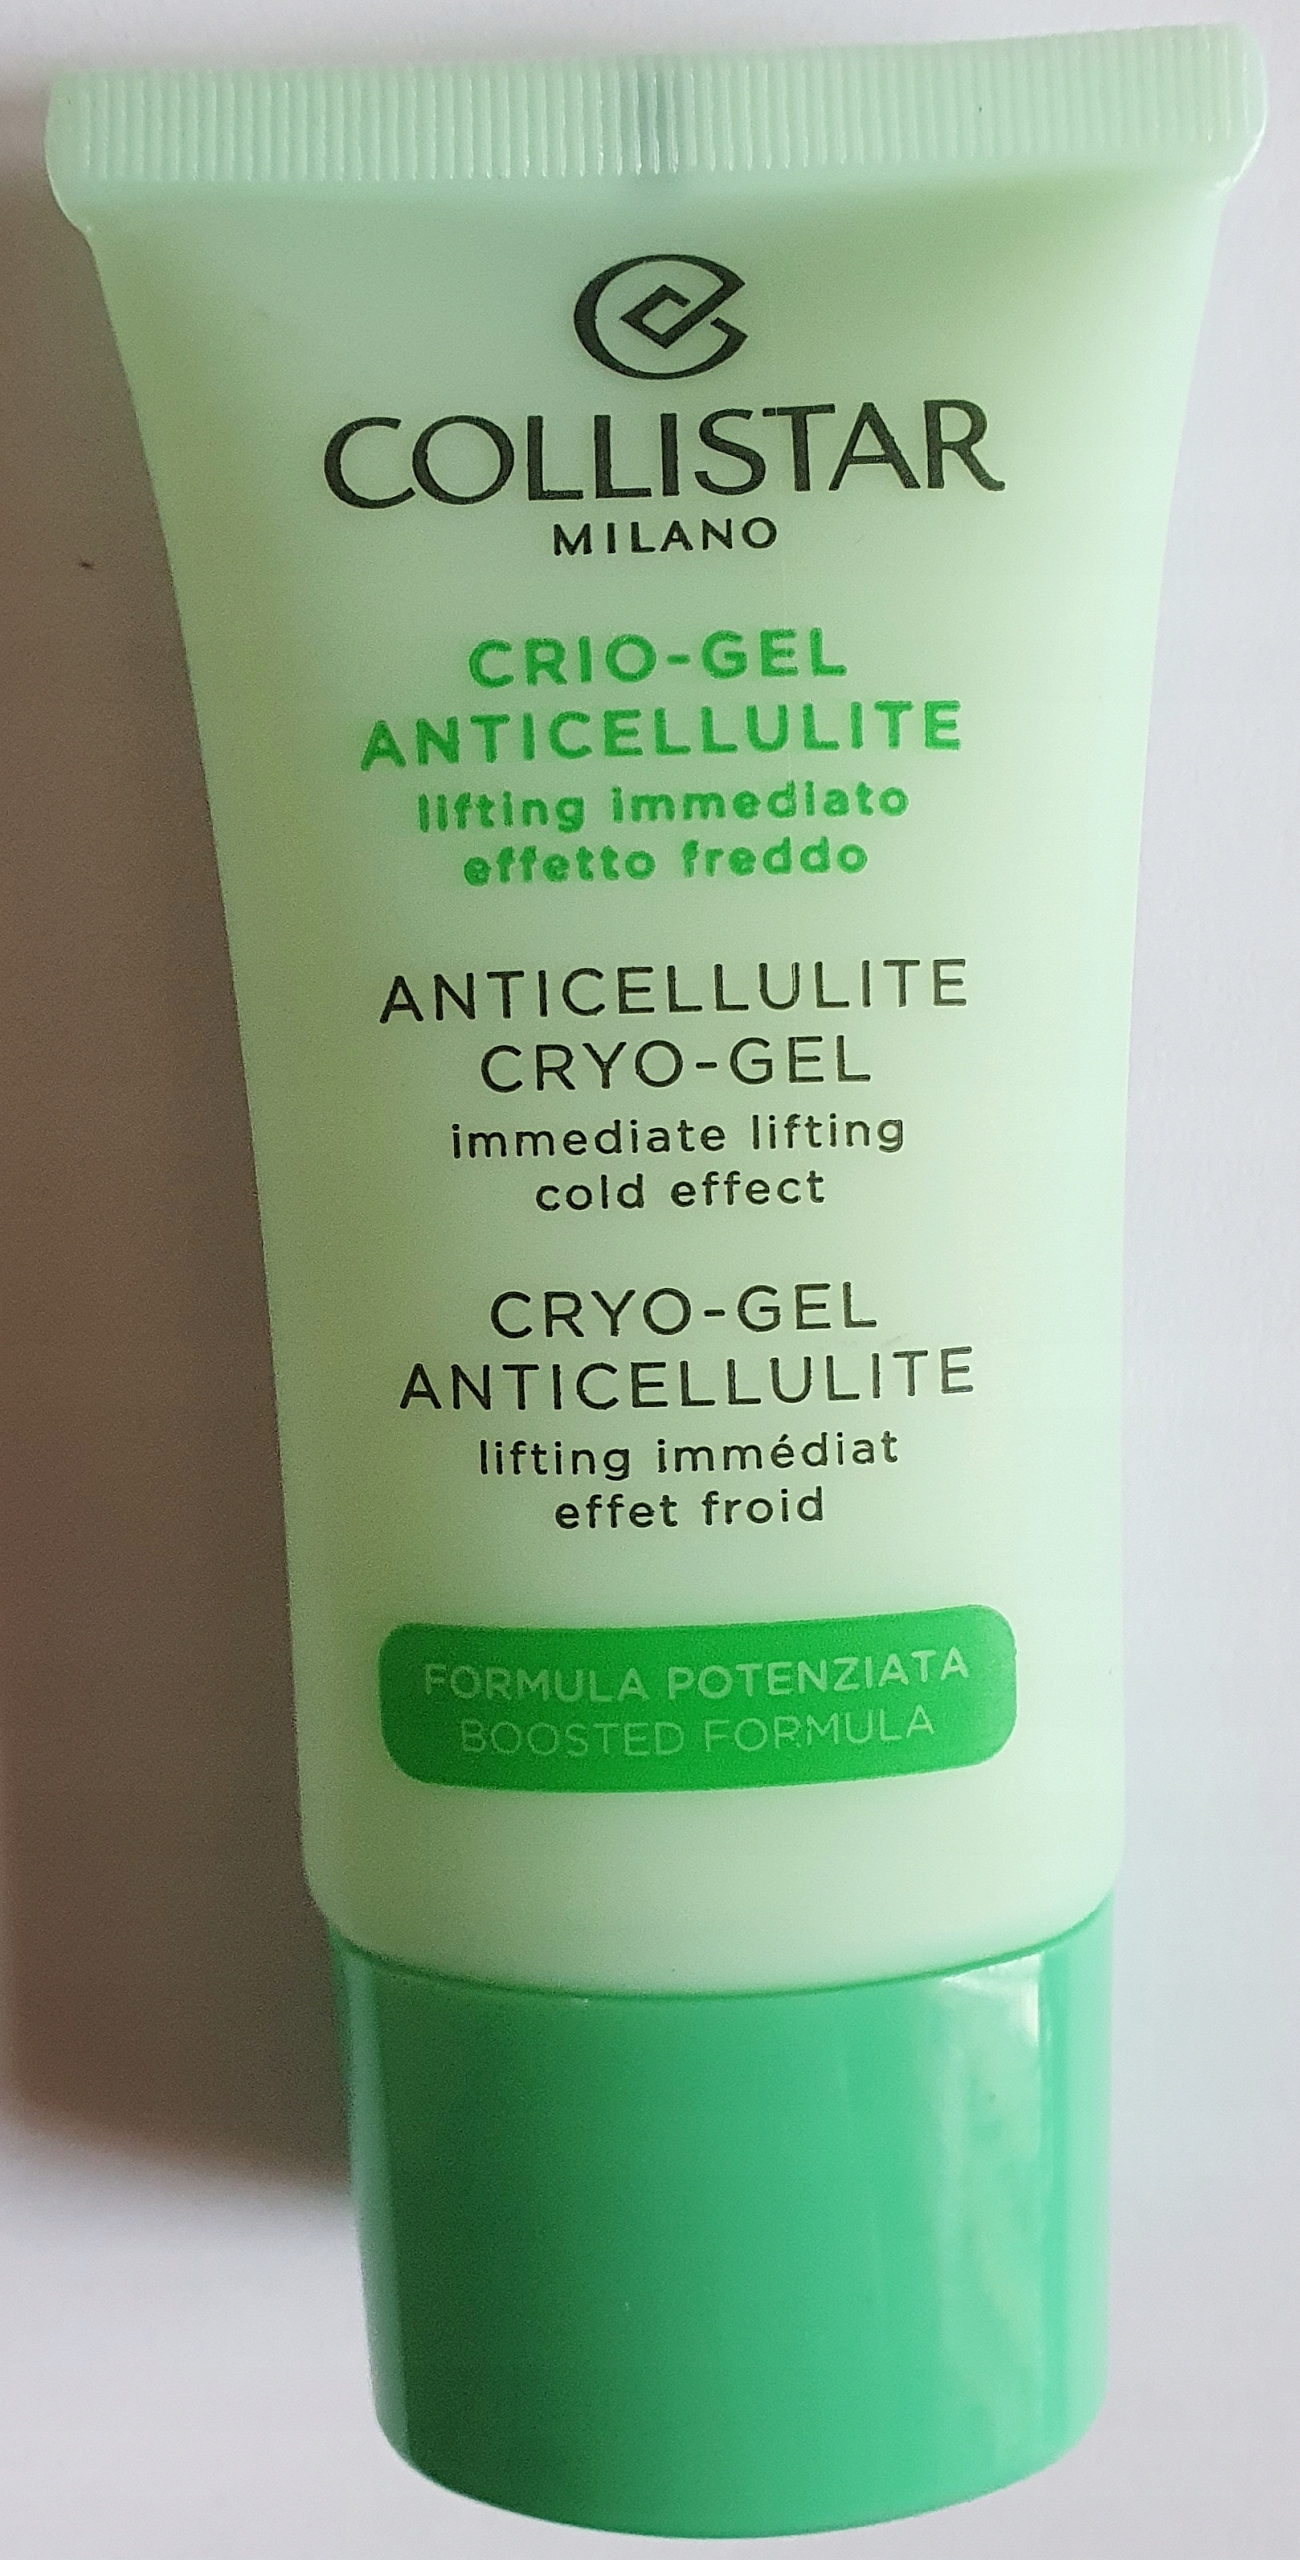 COLLISTAR
MILANO
CRIO-GEL
ANTICELLULITE
lifting immediato
effetto freddo
ANTICELLULITE
CRYO-GEL
immediate lifting
cold effect
CRYO-GEL
ANTICELLULITE
lifting immédiat
effet froid
FORMULA POTENZIATA
BOOSTED FORMULA